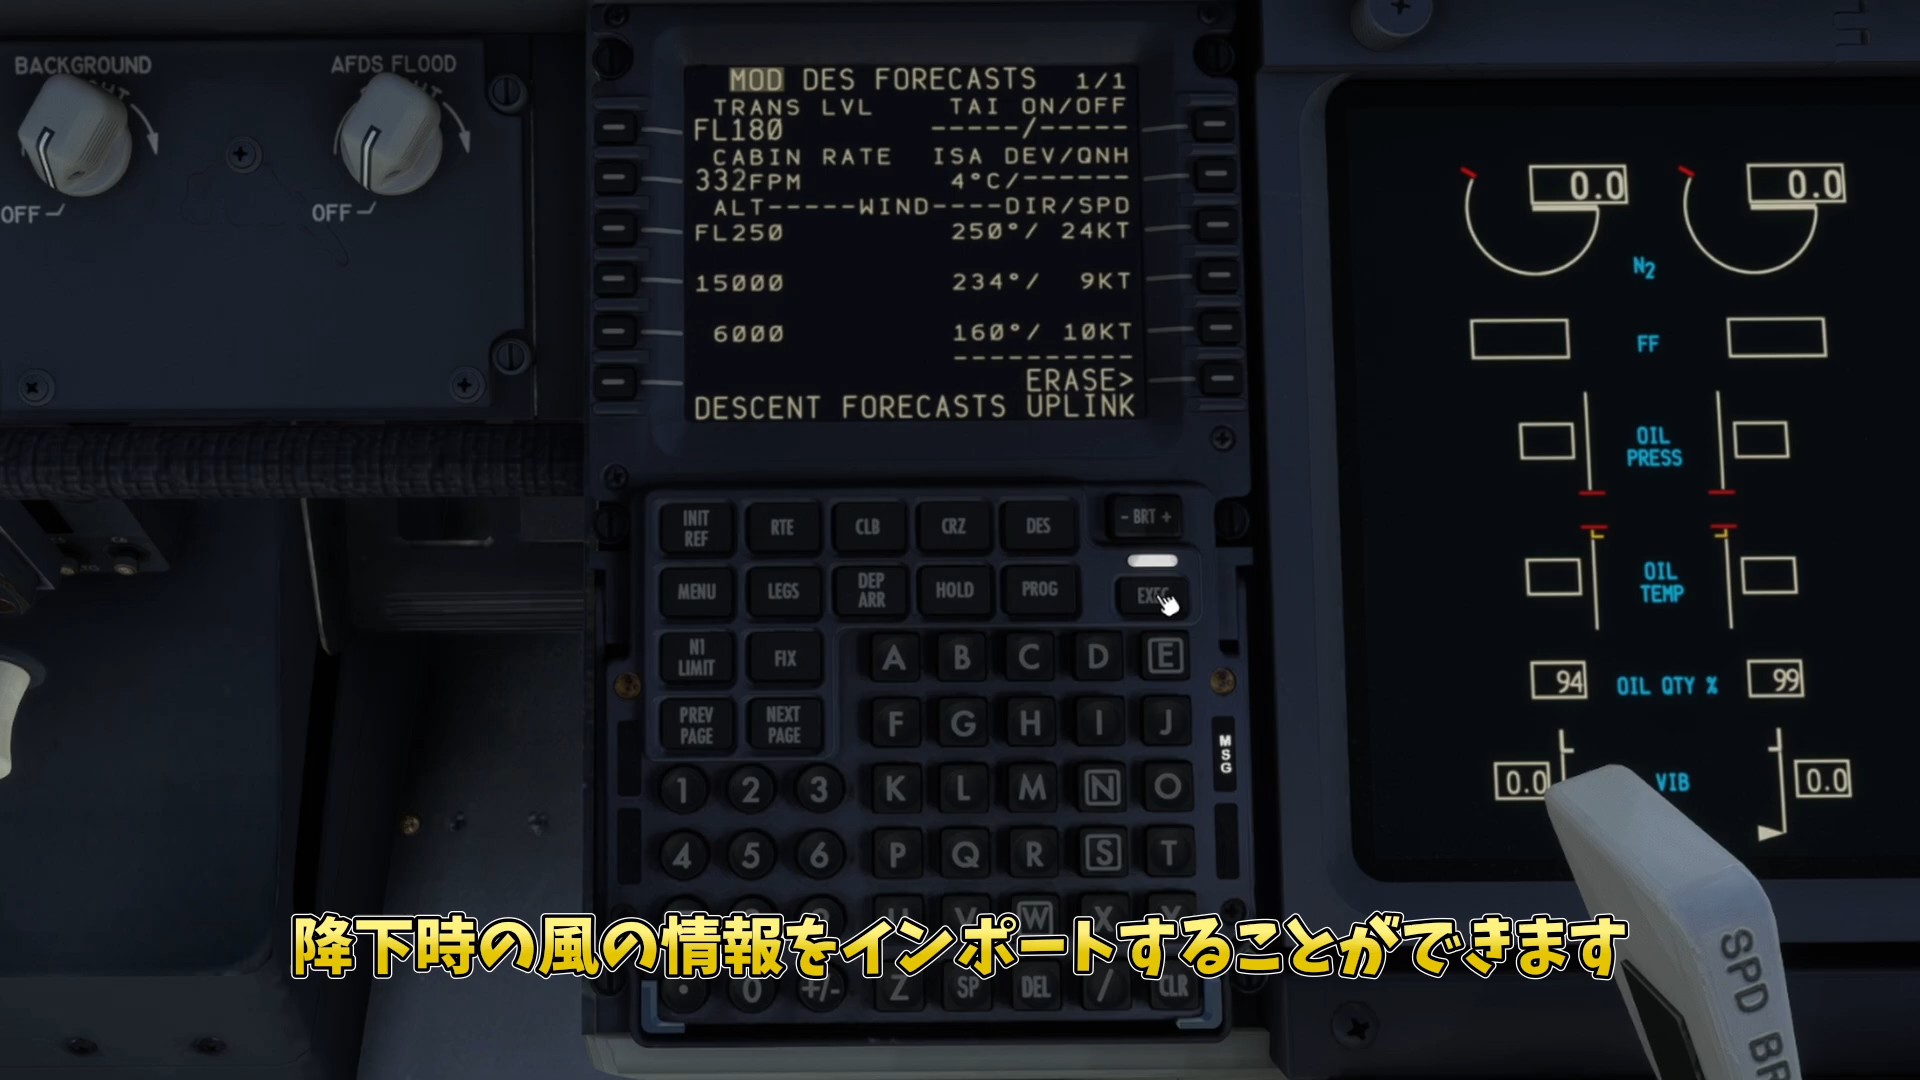 BACKGROUND
OFF
AFDS FLOOD
OFF
MOD DES FORECASTS 1/1
TRANS LVL TAI ON/OFF
FL180 -----/-----
CABIN RATE ISA DEV/QNH
332FPM 4°C/------
ALT-----WIND----DIR/SPD
FL250 250°/ 24KT
15000 234°/ 9KT
6000 160°/ 10KT
----------
ERASE>
DESCENT FORECASTS UPLINK
INIT REF
RTE
CLB
CRZ
DES
- BRT +
MENU
LEGS
DEP ARR
HOLD
PROG
EXEC
N1 LIMIT
FIX
A B C D E
PREV PAGE
NEXT PAGE
F G H I J
MSG
1 2 3 K L M N O
4 5 6 P Q R S T
W X
. 0 +/- Z SP DEL / CLR
0.0 0.0
N2
FF
OIL PRESS
OIL TEMP
94 OIL QTY % 99
0.0 VIB 0.0
SPD BR
降下時の風の情報をインポートすることができます